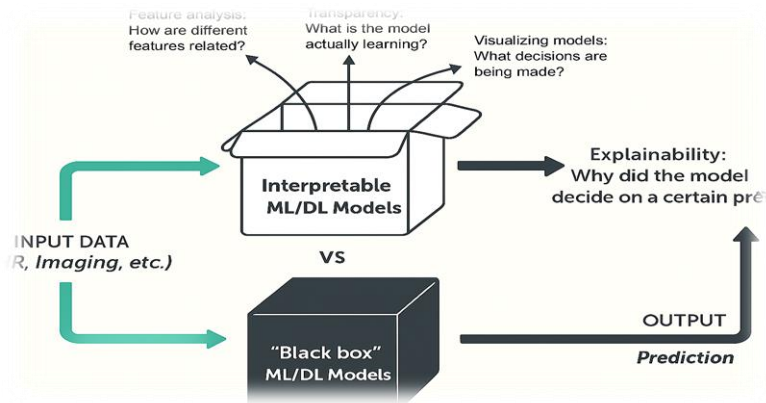 Feature analysis:
How are different
features related?
Transparency:
What is the model
actually learning?
Visualizing models:
What decisions are
being made?
Interpretable
ML/DL Models
Explainability:
Why did the model
decide on a certain
INPUT DATA
Imaging, etc.)
VS
"Black box"
ML/DL Models
OUTPUT
Prediction